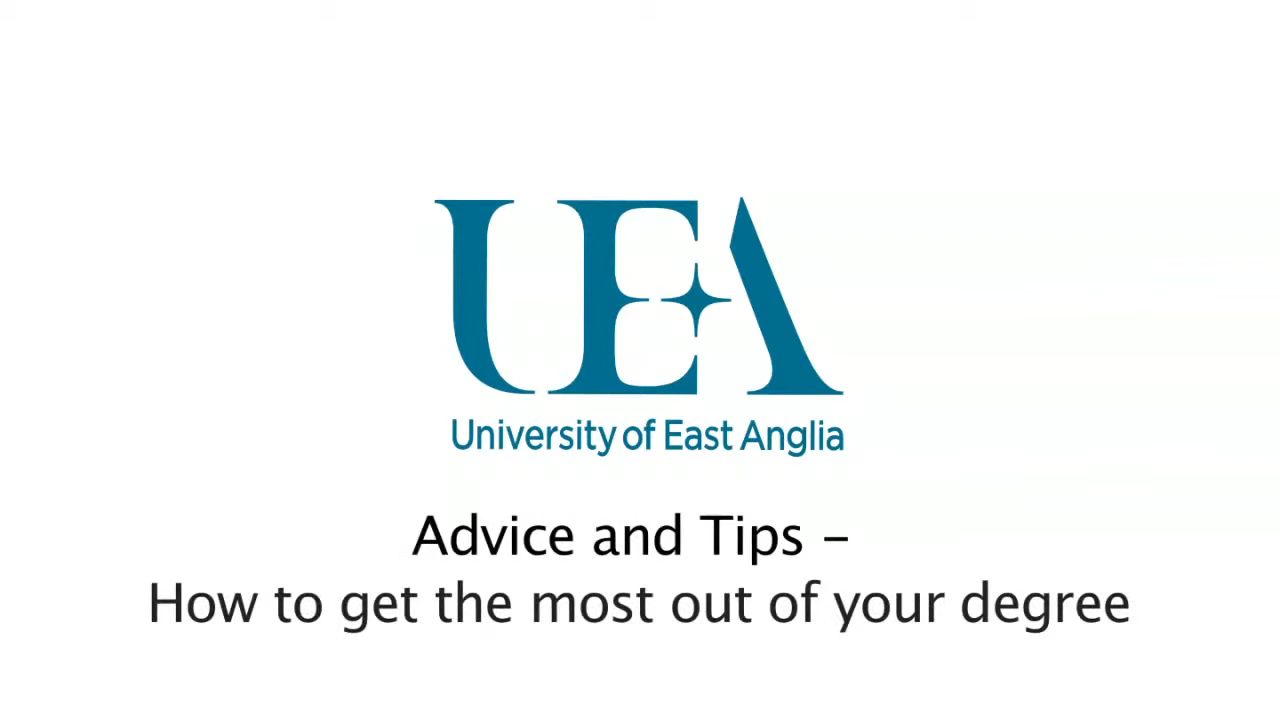 UEA
University of East Anglia
Advice and Tips –
How to get the most out of your degree